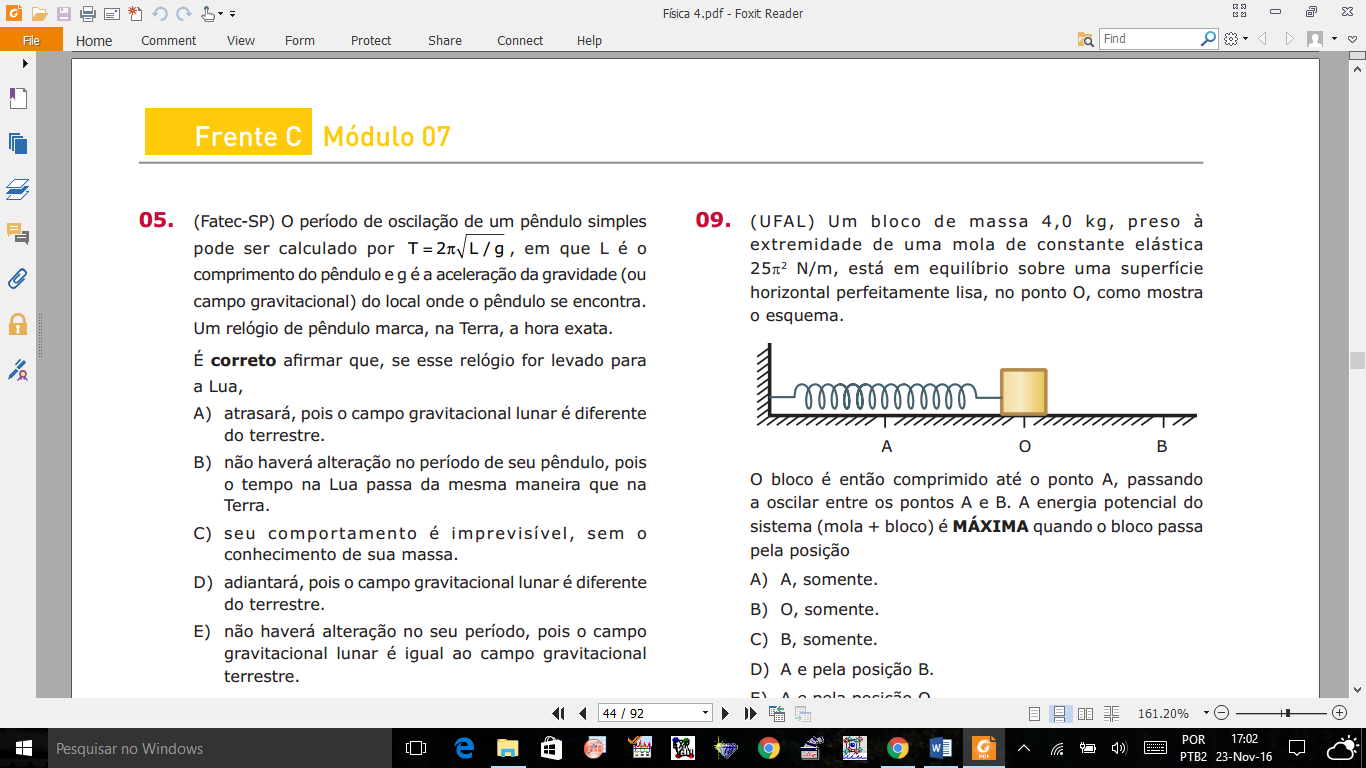 Física 4.pdf - Foxit Reader
File
Home
Comment
View
Form
Protect
Share
Connect
Help
Find
Frente C Módulo 07
05. (Fatec-SP) O período de oscilação de um pêndulo simples
pode ser calculado por T = 2π√L / g, em que L é o
comprimento do pêndulo e g é a aceleração da gravidade (ou
campo gravitacional) do local onde o pêndulo se encontra.
Um relógio de pêndulo marca, na Terra, a hora exata.
É correto afirmar que, se esse relógio for levado para
a Lua,
A) atrasará, pois o campo gravitacional lunar é diferente
do terrestre.
B) não haverá alteração no período de seu pêndulo, pois
o tempo na Lua passa da mesma maneira que na
Terra.
C) seu comportamento é imprevisível, sem o
conhecimento de sua massa.
D) adiantará, pois o campo gravitacional lunar é diferente
do terrestre.
E) não haverá alteração no seu período, pois o campo
gravitacional lunar é igual ao campo gravitacional
terrestre.
09. (UFAL) Um bloco de massa 4,0 kg, preso à
extremidade de uma mola de constante elástica
25π² N/m, está em equilíbrio sobre uma superfície
horizontal perfeitamente lisa, no ponto O, como mostra
o esquema.
A
O
B
O bloco é então comprimido até o ponto A, passando
a oscilar entre os pontos A e B. A energia potencial do
sistema (mola + bloco) é MÁXIMA quando o bloco passa
pela posição
A) A, somente.
B) O, somente.
C) B, somente.
D) A e pela posição B.
E) A e pela posição O.
44 / 92
161.20%
Pesquisar no Windows
POR
PTB2
17:02
23-Nov-16